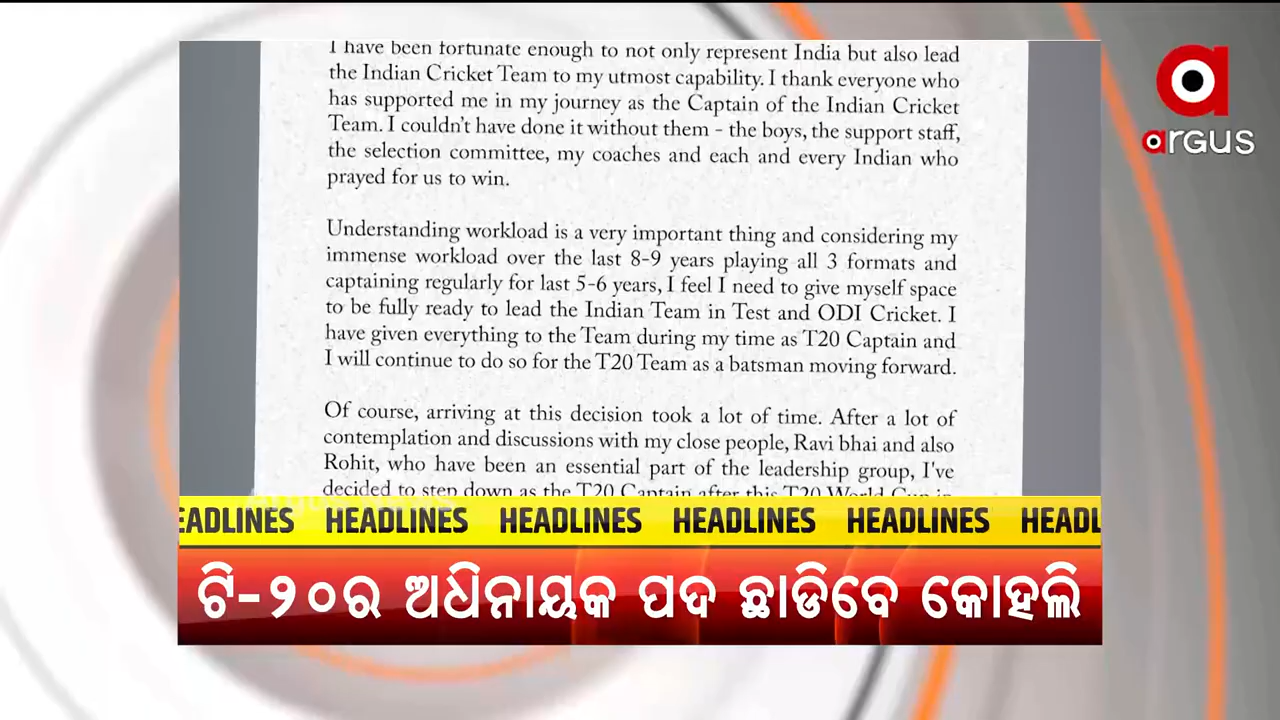 I have been fortunate enough to not only represent India but also lead
the Indian Cricket Team to my utmost capability. I thank everyone who
has supported me in my journey as the Captain of the Indian Cricket
Team. I couldn't have done it without them - the boys, the support staff,
the selection committee, my coaches and each and every Indian who
prayed for us to win.
Understanding workload is a very important thing and considering my
immense workload over the last 8-9 years playing all 3 formats and
captaining regularly for last 5-6 years, I feel I need to give myself space
to be fully ready to lead the Indian Team in Test and ODI Cricket. I
have given everything to the Team during my time as T20 Captain and
I will continue to do so for the T20 Team as a batsman moving forward.
Of course, arriving at this decision took a lot of time. After a lot of
contemplation and discussions with my close people, Ravi bhai and also
Rohit, who have been an essential part of the leadership group, I've
decided to step down as the T20 Captain after this T20 World Cup in
argus
EADLINES HEADLINES HEADLINES HEADLINES HEADLINES HEADL
ଟି-୨୦ର ଅଧିନାୟକ ପଦ ଛାଡିବେ କୋହଲି